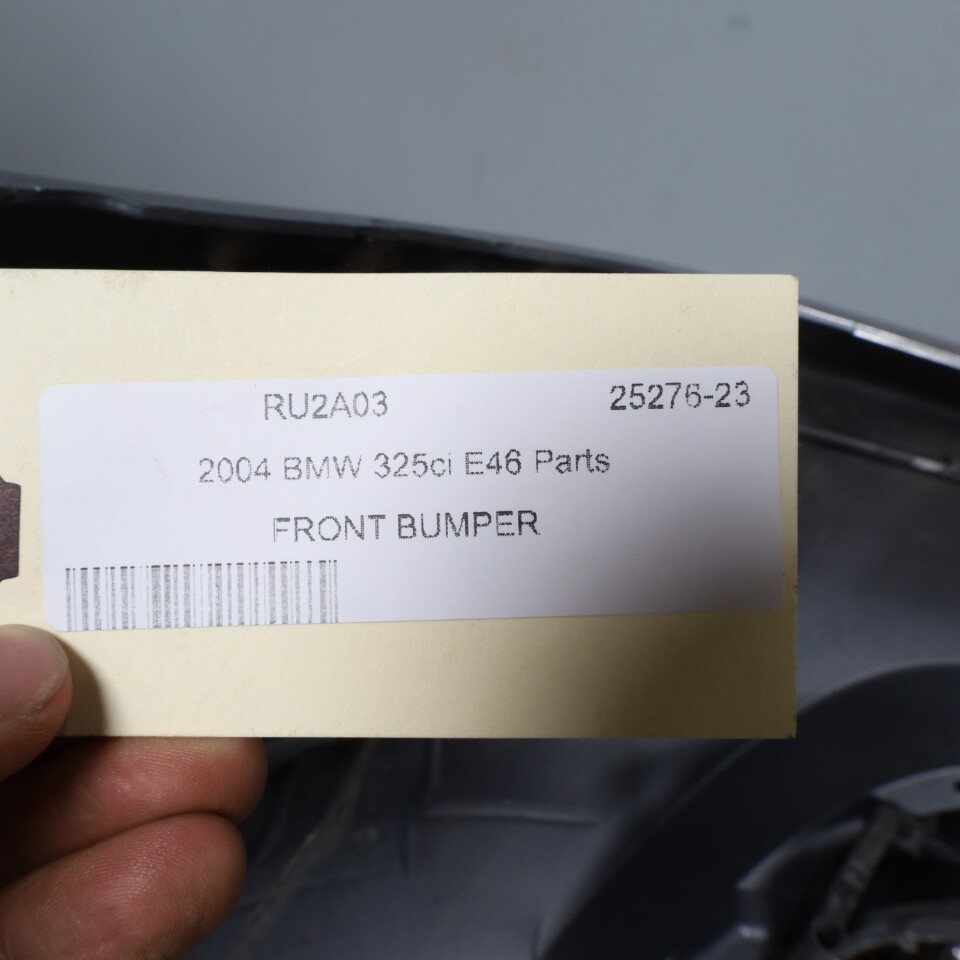 RU2A03 25276-23
2004 BMW 325ci E46 Parts
FRONT BUMPER